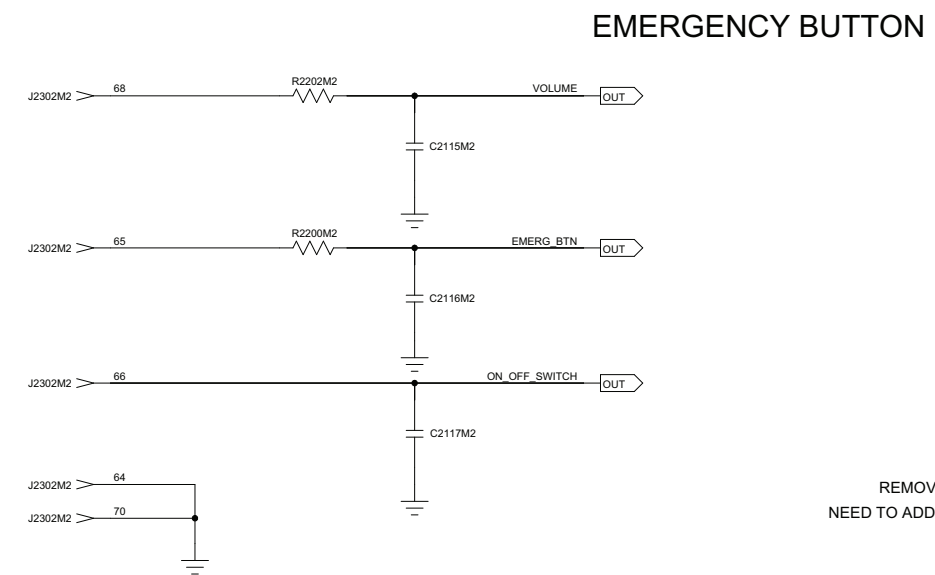 EMERGENCY BUTTON
R2202M2
J2302M2 68 VOLUME OUT
C2115M2
R2200M2
J2302M2 65 EMERG_BTN OUT
C2116M2
J2302M2 66 ON_OFF_SWITCH OUT
C2117M2
J2302M2 64
REMOV
J2302M2 70
NEED TO ADD